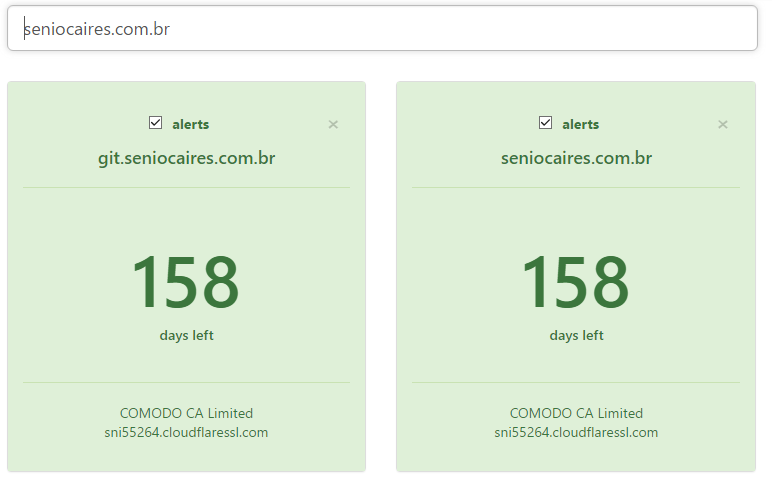 seniocaires.com.br
alerts ×
git.seniocaires.com.br
158
days left
COMODO CA Limited
sni55264.cloudflaressl.com
alerts ×
seniocaires.com.br
158
days left
COMODO CA Limited
sni55264.cloudflaressl.com